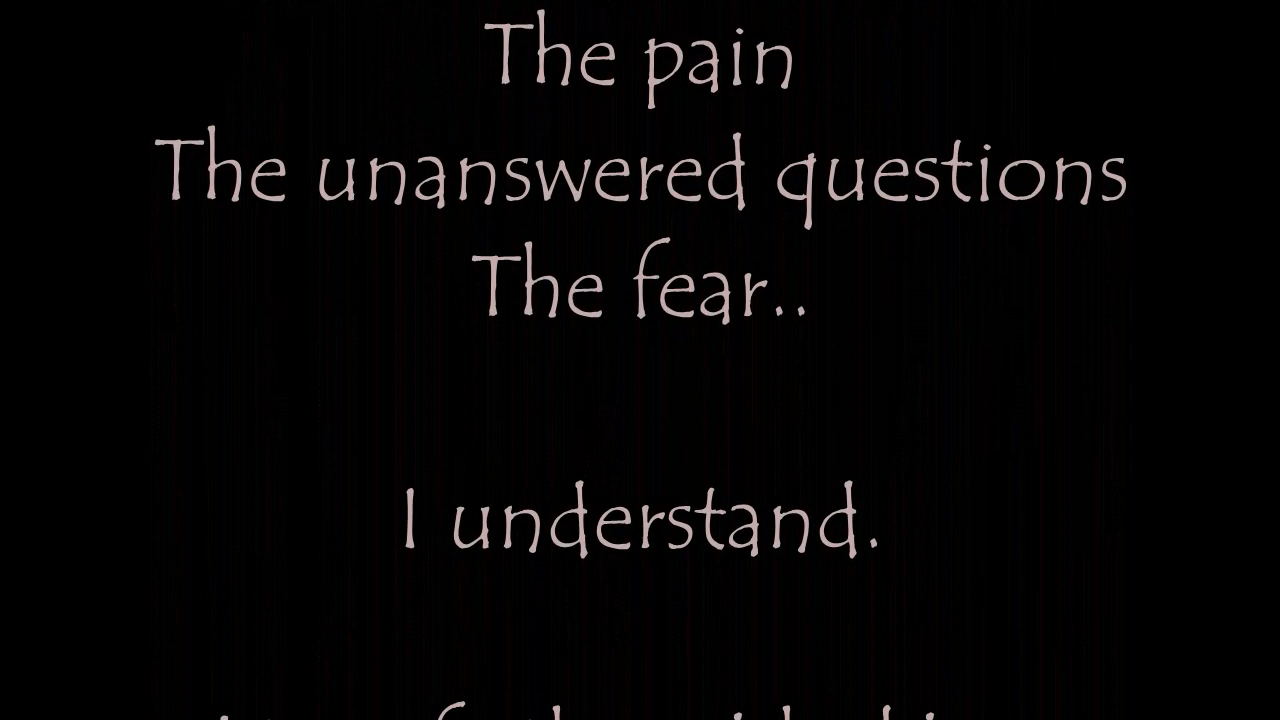 The pain
The unanswered questions
The fear..
I understand.